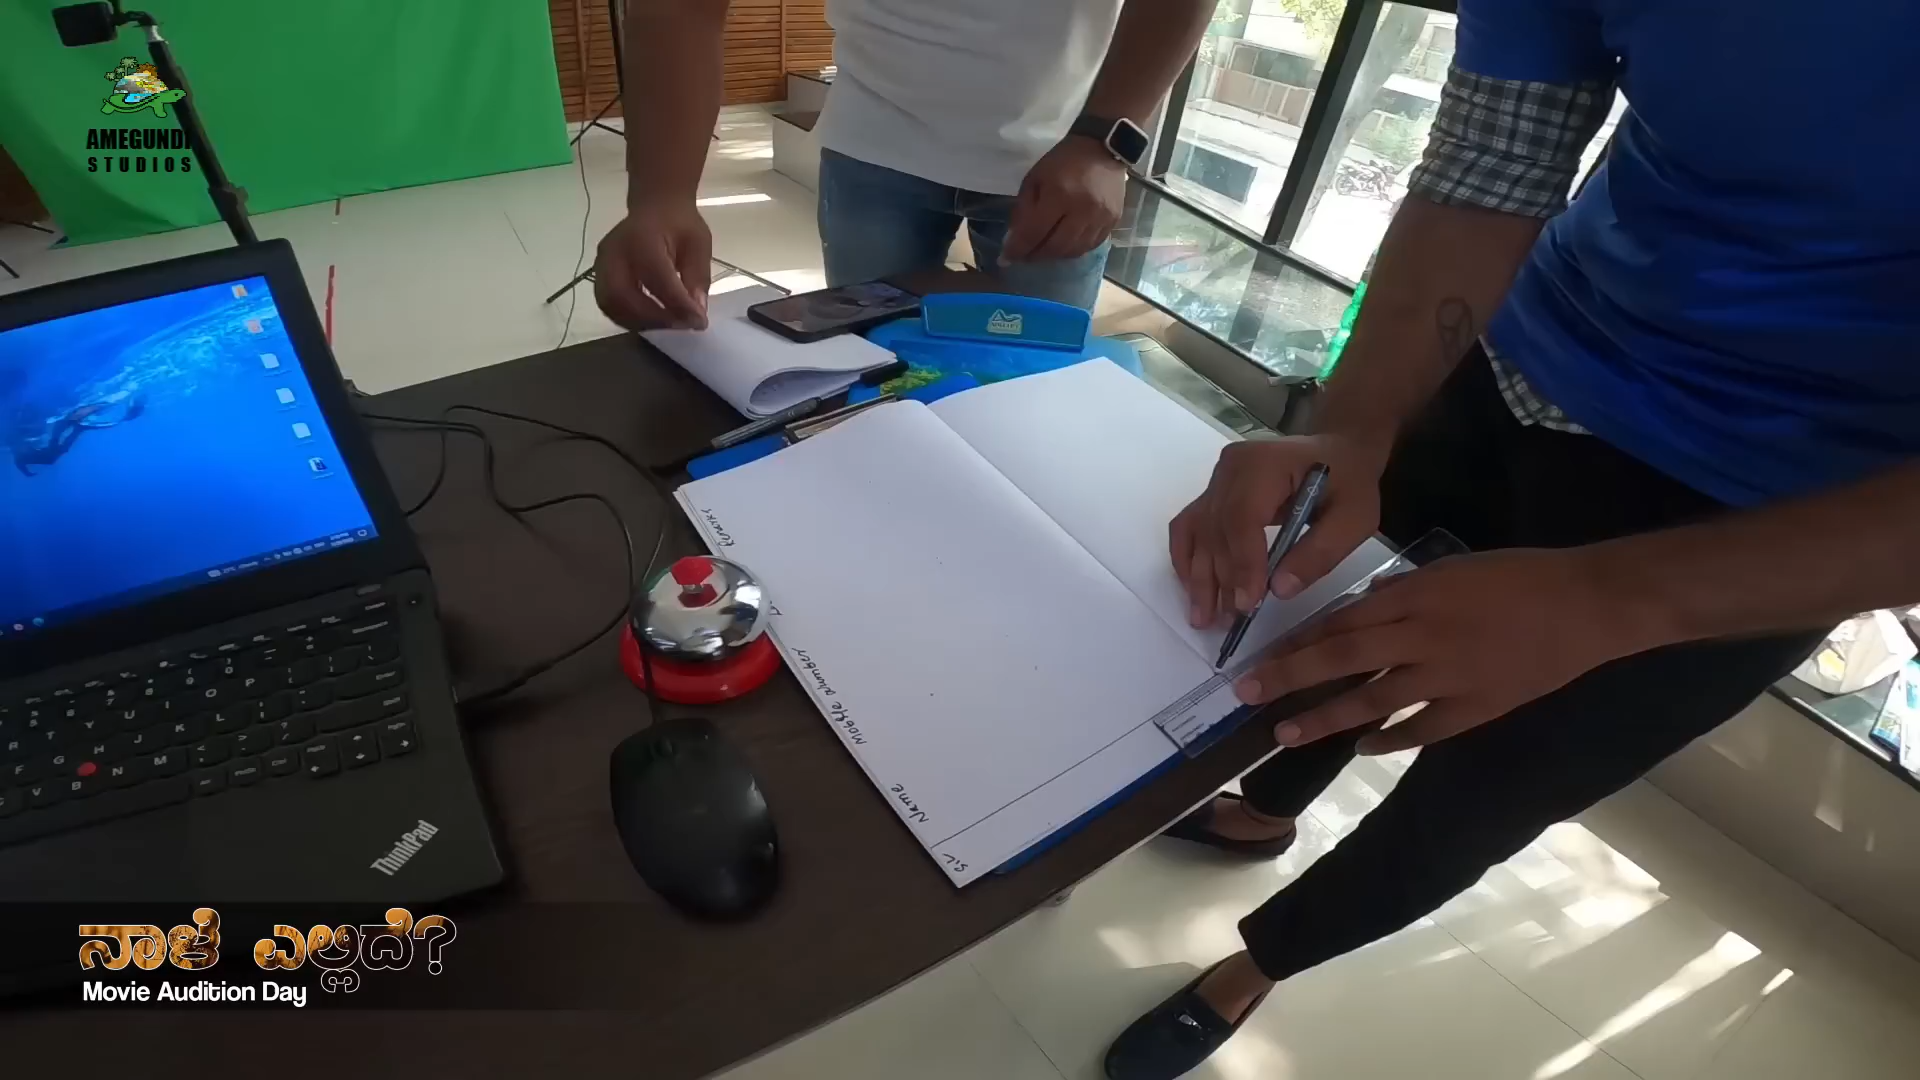 AMEGUNDI
STUDIOS
Remarks
Mobile number
Name
S.L
ThinkPad
ನಾಳೆ ಎಲ್ಲಿದೆ?
Movie Audition Day